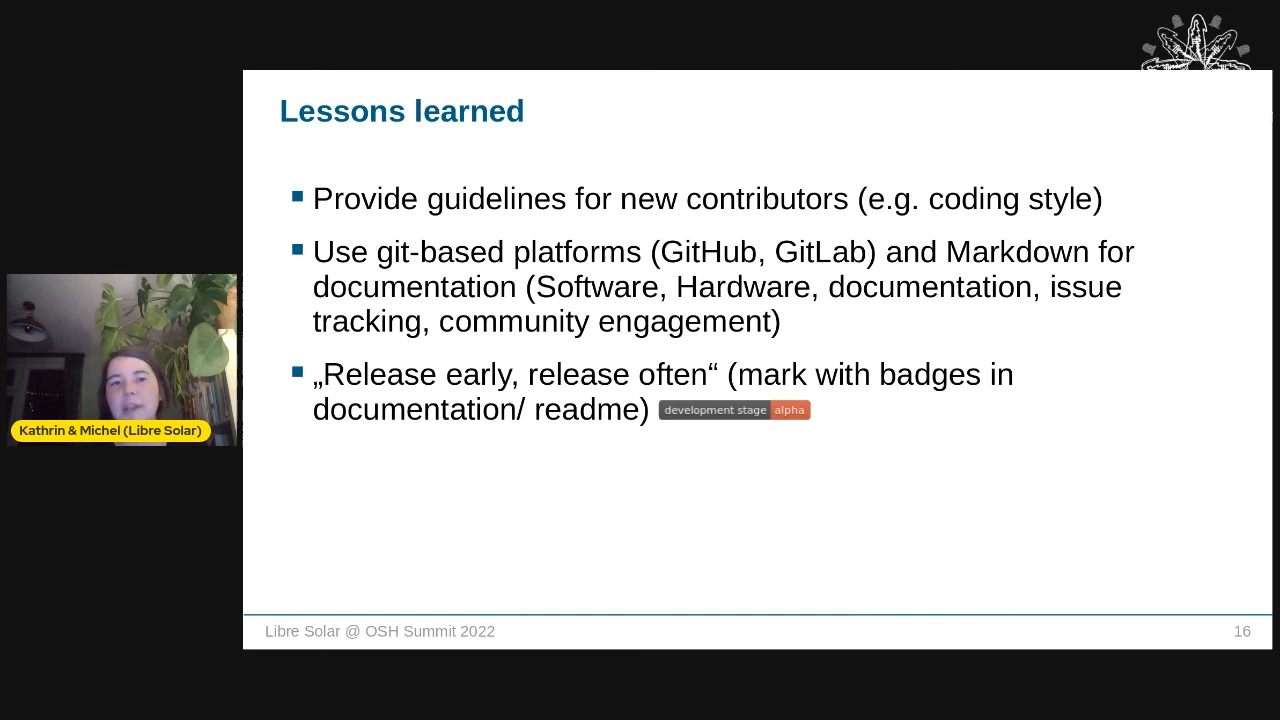 Lessons learned
Provide guidelines for new contributors (e.g. coding style)
Use git-based platforms (GitHub, GitLab) and Markdown for
documentation (Software, Hardware, documentation, issue
tracking, community engagement)
„Release early, release often“ (mark with badges in
documentation/ readme) development stage alpha
Kathrin & Michel (Libre Solar)
Libre Solar @ OSH Summit 2022
16